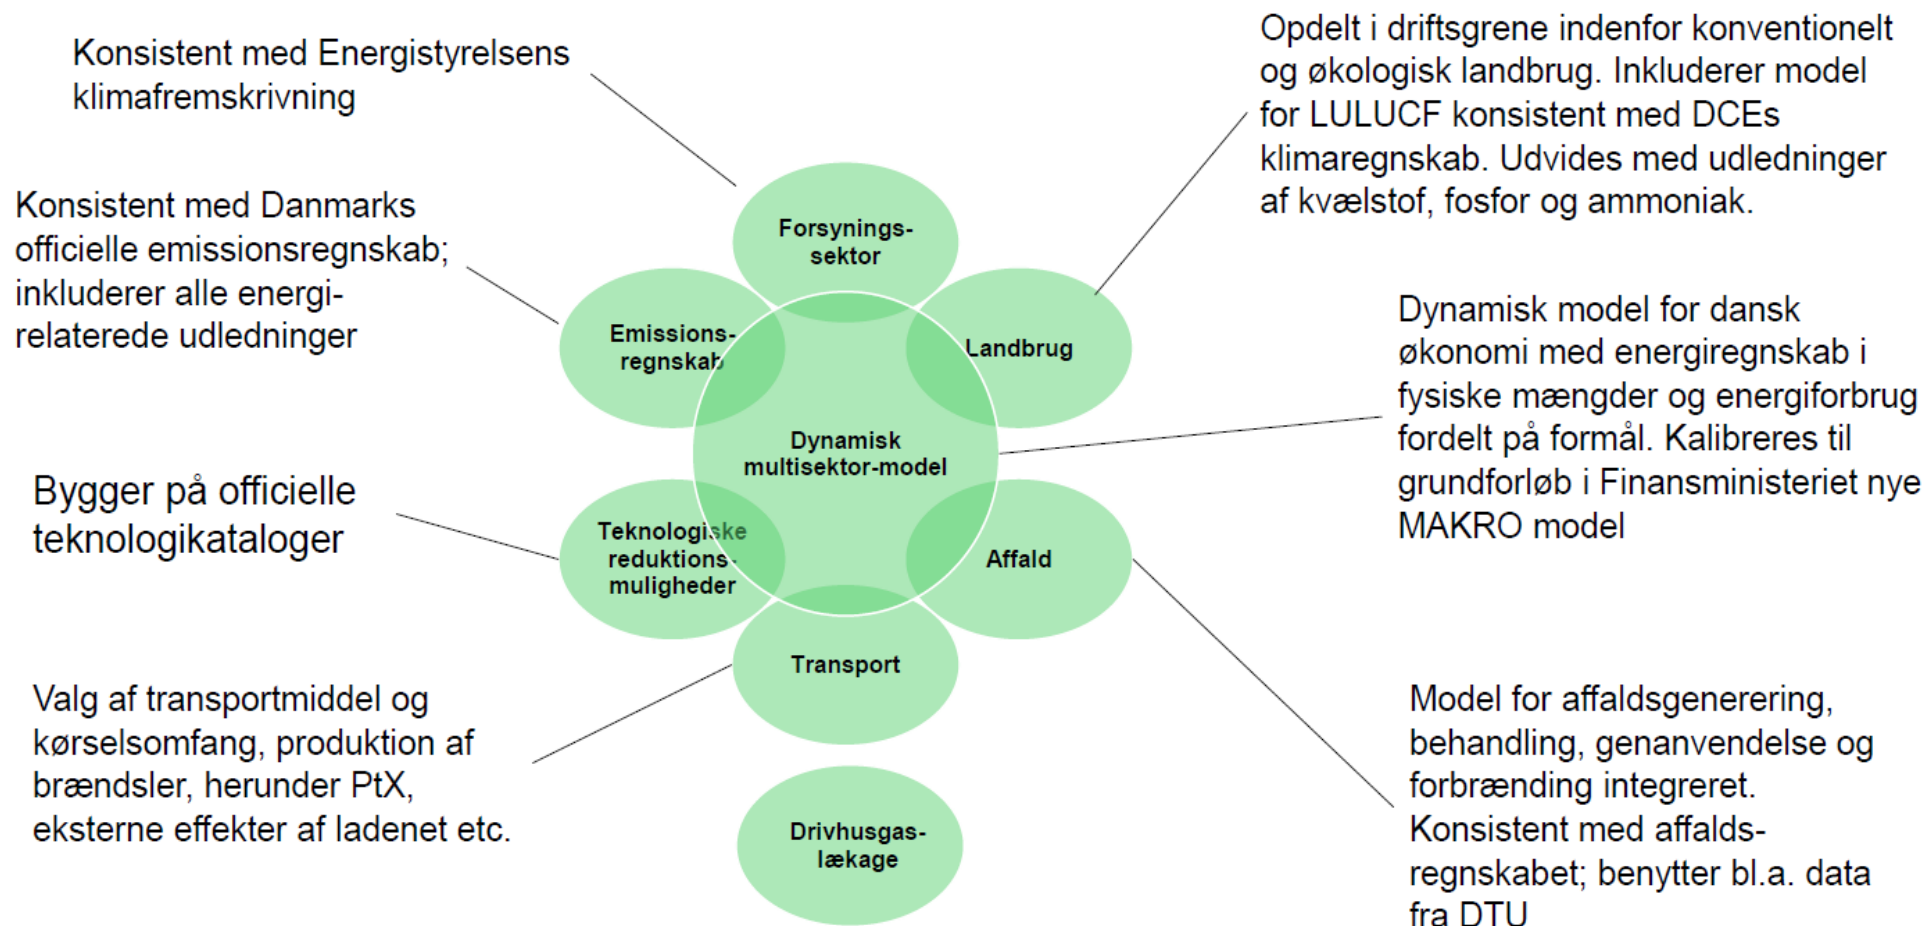 Konsistent med Energistyrelsens
klimafremskrivning
Opdelt i driftsgrene indenfor konventionelt
og økologisk landbrug. Inkluderer model
for LULUCF konsistent med DCEs
klimaregnskab. Udvides med udledninger
af kvælstof, fosfor og ammoniak.
Konsistent med Danmarks
officielle emissionsregnskab;
inkluderer alle energi-
relaterede udledninger
Forsynings-
sektor
Emissions-
regnskab
Landbrug
Dynamisk model for dansk
økonomi med energiregnskab i
fysiske mængder og energiforbrug
fordelt på formål. Kalibreres til
grundforløb i Finansministeriet nye
MAKRO model
Dynamisk
multisektor-model
Bygger på officielle
teknologikataloger
Teknologiske
reduktions-
muligheder
Affald
Transport
Valg af transportmiddel og
kørselsomfang, produktion af
brændsler, herunder PtX,
eksterne effekter af ladenet etc.
Model for affaldsgenerering,
behandling, genanvendelse og
forbrænding integreret.
Konsistent med affalds-
regnskabet; benytter bl.a. data
fra DTU
Drivhusgas-
lækage